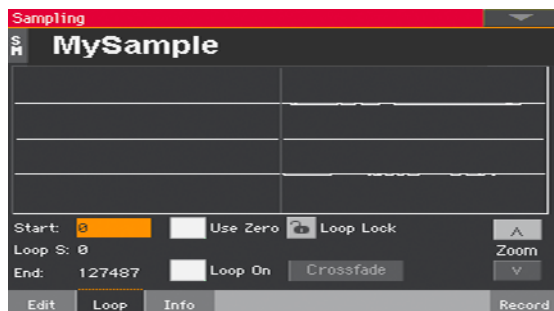 Sampling
SM MySample
Start: 0 Use Zero Loop Lock
Loop S: 0 Zoom
End: 127487 Loop On Crossfade
Edit Loop Info Record